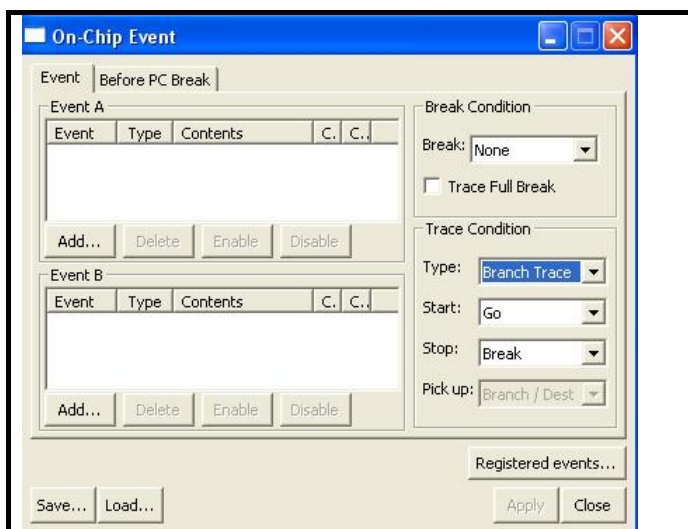 On-Chip Event
Event Before PC Break
Event A
Event Type Contents C. C..
Add... Delete Enable Disable
Event B
Event Type Contents C. C..
Add... Delete Enable Disable
Break Condition
Break: None
Trace Full Break
Trace Condition
Type: Branch Trace
Start: Go
Stop: Break
Pick up: Branch / Dest
Registered events...
Save... Load... Apply Close